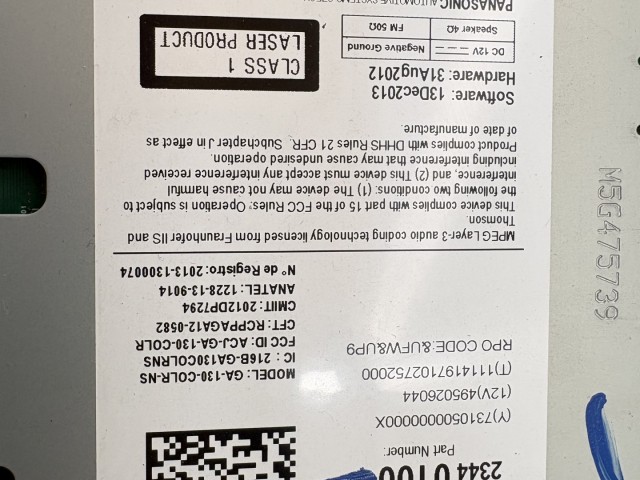 2344 0100
Part Number:
(Y)7310500000000X
(12V)495026044
(T)1114197102752000
RPO CODE:&UFW&UP9
MODEL: GA-130-COLR-NS
IC : 216B-GA130COLRNS
FCC ID: ACJ-GA-130-COLR
CFT: RCPPAGA12-0582
CMIIT: 2012DP7294
ANATEL: 1228-13-9014
N° de Registro: 2013-1300074
MPEG Layer-3 audio coding technology licensed from Fraunhofer IIS and
Thomson.
This device complies with part 15 of the FCC Rules. Operation is subject to
the following two conditions: (1) The device may not cause harmful
interference, and (2) This device must accept any interference received
including interference that may cause undesired operation.
Product complies with DHHS Rules 21 CFR. Subchapter J in effect as
of date of manufacture.
Software: 13Dec2013
Hardware: 31Aug2012
DC 12V Negative Ground
Speaker 4Ω FM 50Ω
CLASS 1
LASER PRODUCT
PANASONIC AUTOMOTIVE
M5G475739